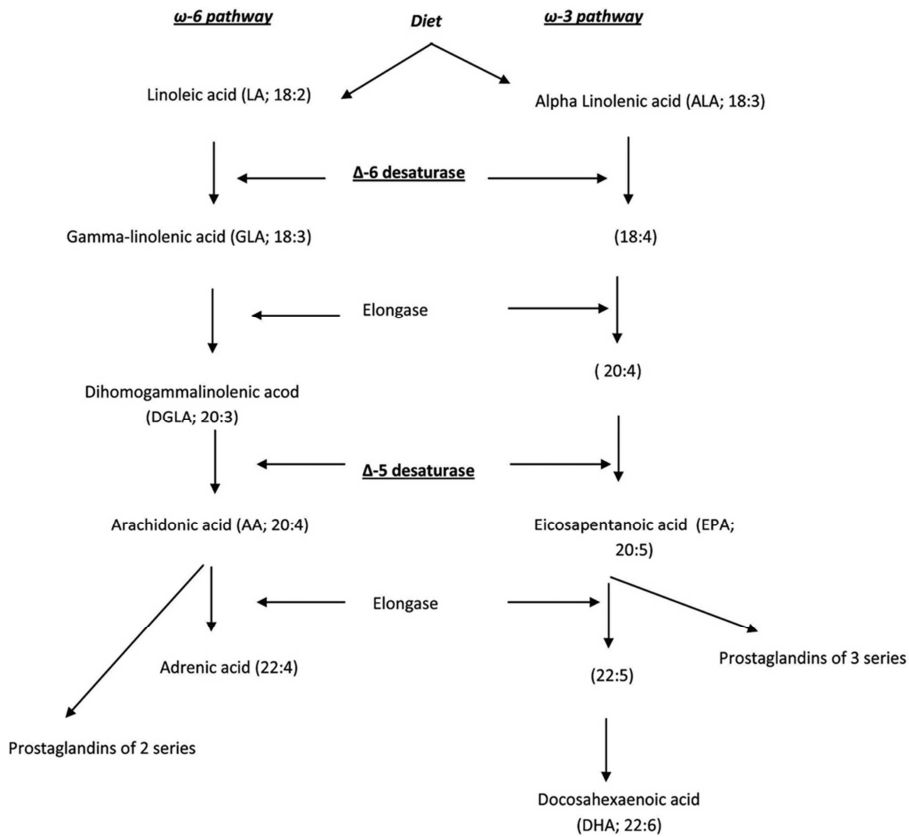 ω-6 pathway
Diet
ω-3 pathway
Linoleic acid (LA; 18:2)
Alpha Linolenic acid (ALA; 18:3)
Δ-6 desaturase
Gamma-linolenic acid (GLA; 18:3)
(18:4)
Elongase
( 20:4)
Dihomogammalinolenic acod
(DGLA; 20:3)
Δ-5 desaturase
Arachidonic acid (AA; 20:4)
Eicosapentanoic acid (EPA;
20:5)
Elongase
Adrenic acid (22:4)
(22:5)
Prostaglandins of 3 series
Prostaglandins of 2 series
Docosahexaenoic acid
(DHA; 22:6)